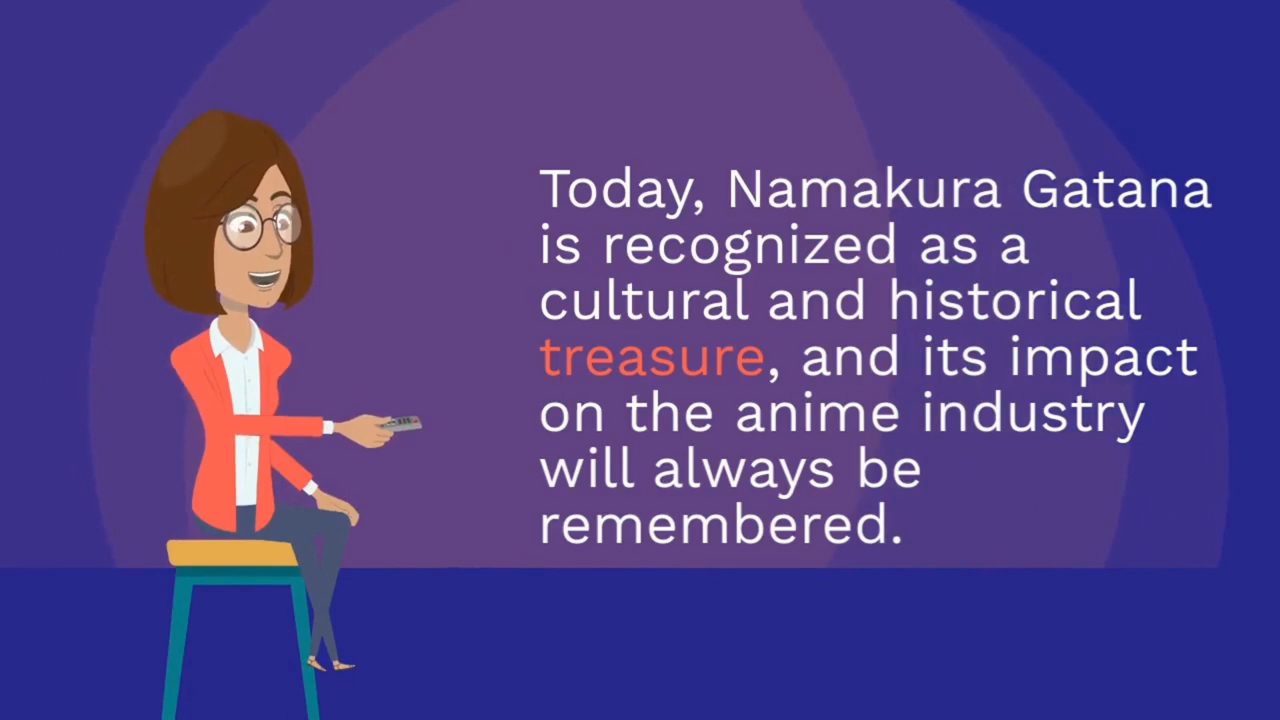 Today, Namakura Gatana
is recognized as a
cultural and historical
treasure, and its impact
on the anime industry
will always be
remembered.